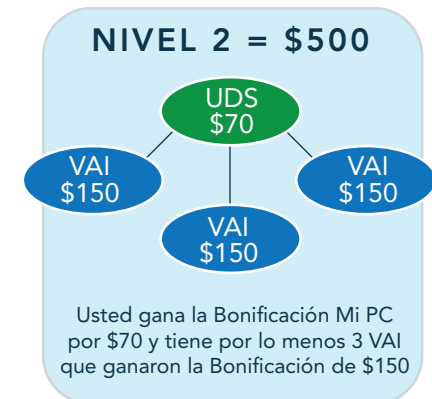 NIVEL 2 = $500
UDS
$70
VAI
$150
VAI
$150
VAI
$150
Usted gana la Bonificación Mi PC
por $70 y tiene por lo menos 3 VAI
que ganaron la Bonificación de $150